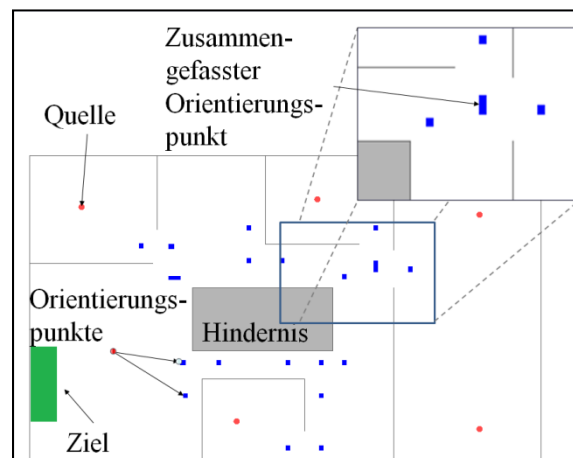 Zusammen-
gefasster
Orientierungs-
punkt
Quelle
Orientierungs-
punkte
Hindernis
Ziel